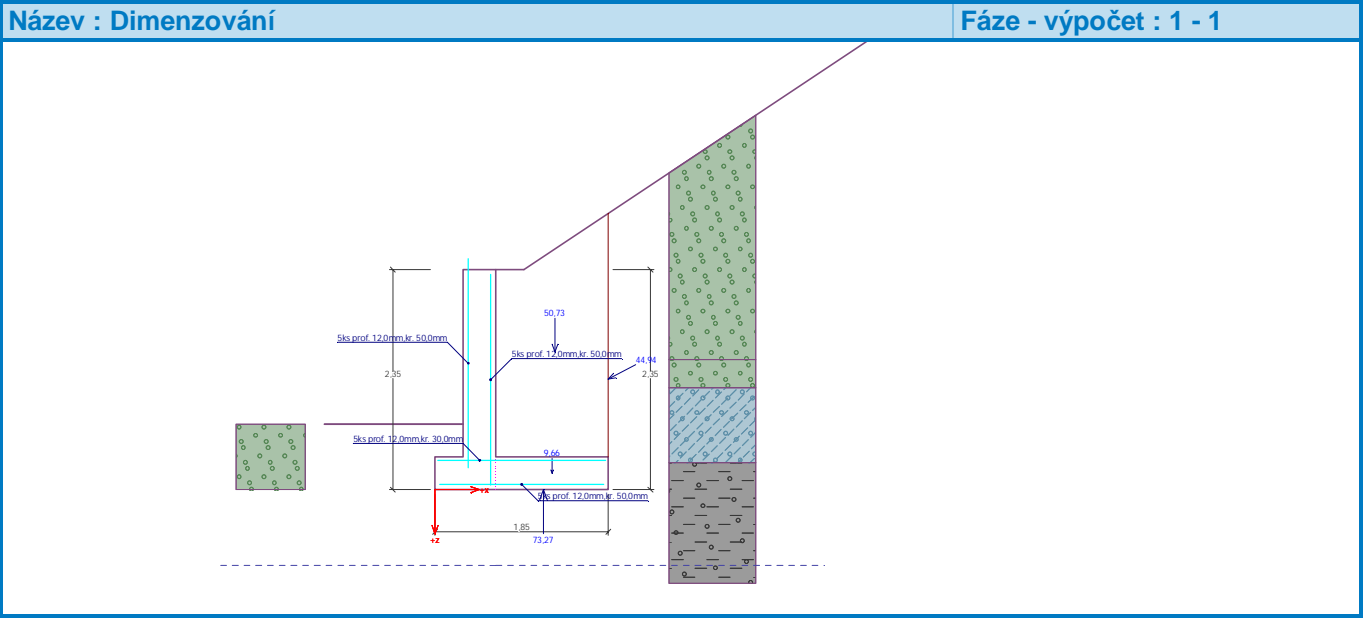 Název : Dimenzování
Fáze - výpočet : 1 - 1
50,73
5ks prof. 12,0mm,kr. 50,0mm
5ks prof. 12,0mm,kr. 50,0mm
44,94
2,35
2,35
5ks prof. 12,0mm,kr. 30,0mm
9,66
+x
5ks prof. 12,0mm,kr. 50,0mm
1,85
+z
73,27